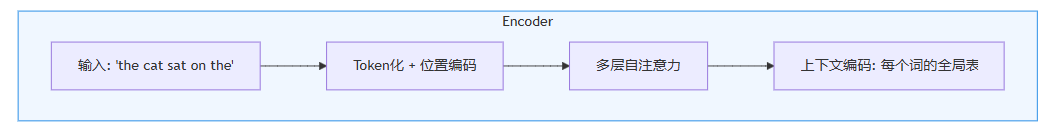 Encoder
输入: 'the cat sat on the'
Token化 + 位置编码
多层自注意力
上下文编码: 每个词的全局表